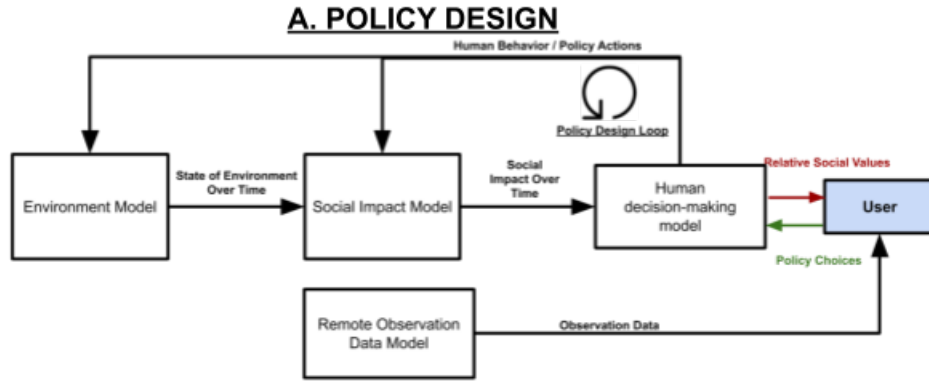 A. POLICY DESIGN
Human Behavior / Policy Actions
Policy Design Loop
Environment Model
State of Environment
Over Time
Social Impact Model
Social
Impact Over
Time
Human
decision-making
model
Relative Social Values
User
Policy Choices
Remote Observation
Data Model
Observation Data